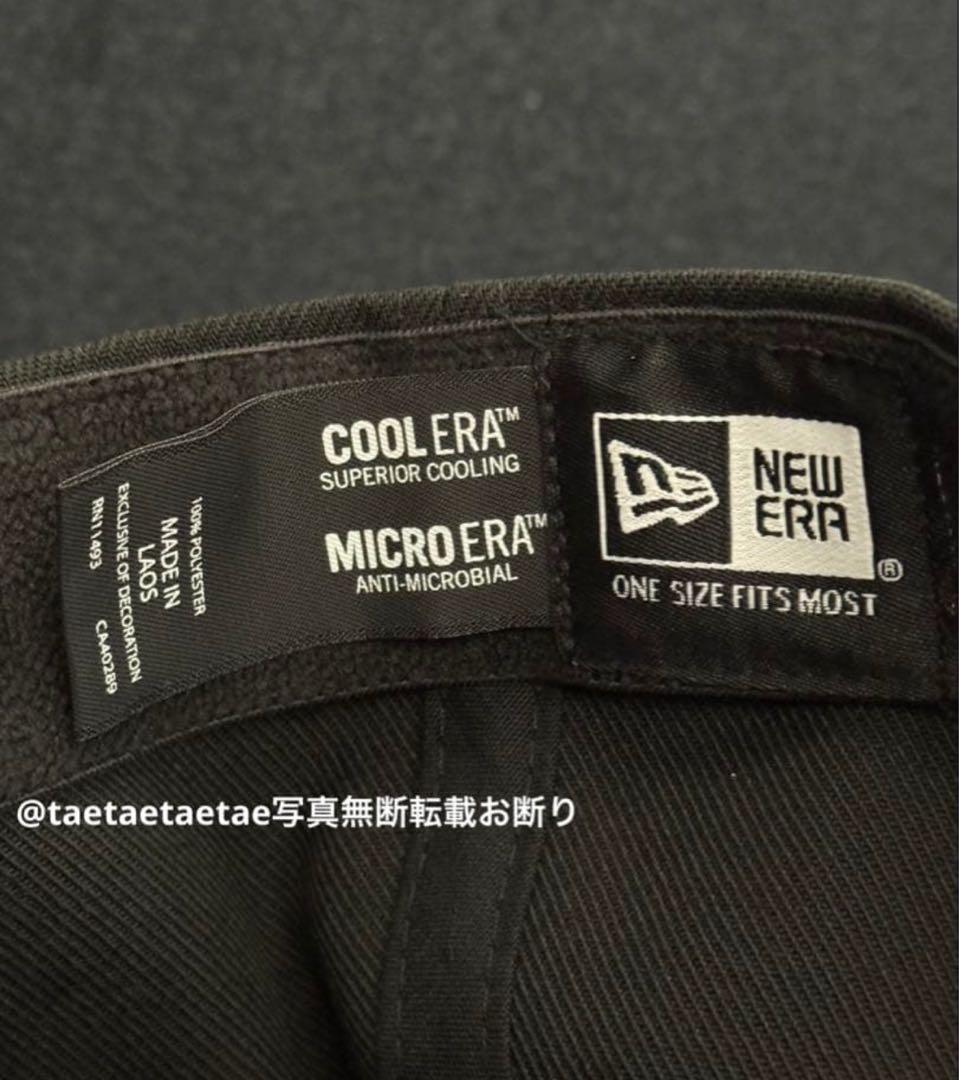 COOL ERA™
SUPERIOR COOLING
MICRO ERA™
ANTI-MICROBIAL
100% POLYESTER
MADE IN
LAOS
EXCLUSIVE OF DECORATION
RN11493 CA40289
n
NEW
ERA
®
ONE SIZE FITS MOST
@taetaetaetae写真無断転載お断り